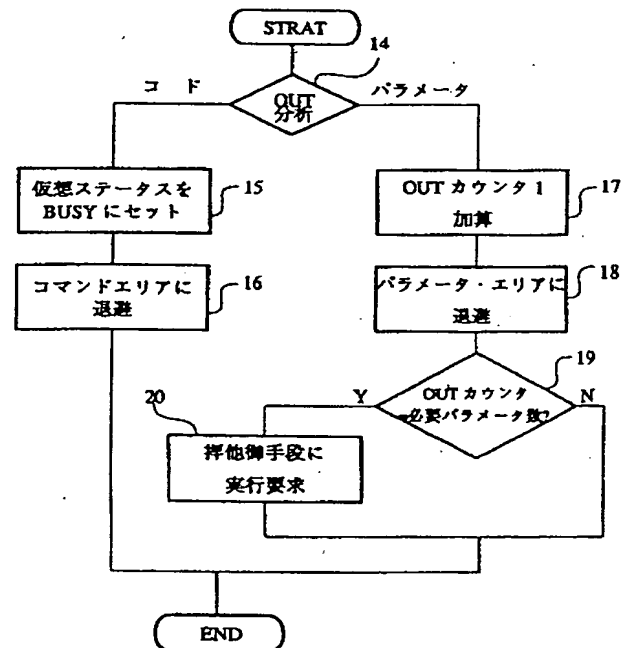 STRAT
14
コード
パラメータ
OUT
分析
仮想ステータスを
BUSYにセット
15
OUTカウンタ1
加算
17
コマンドエリアに
退避
16
パラメータ・エリアに
退避
18
19
OUTカウンタ
=必要パラメータ数?
Y
N
20
排他御手段に
実行要求
END